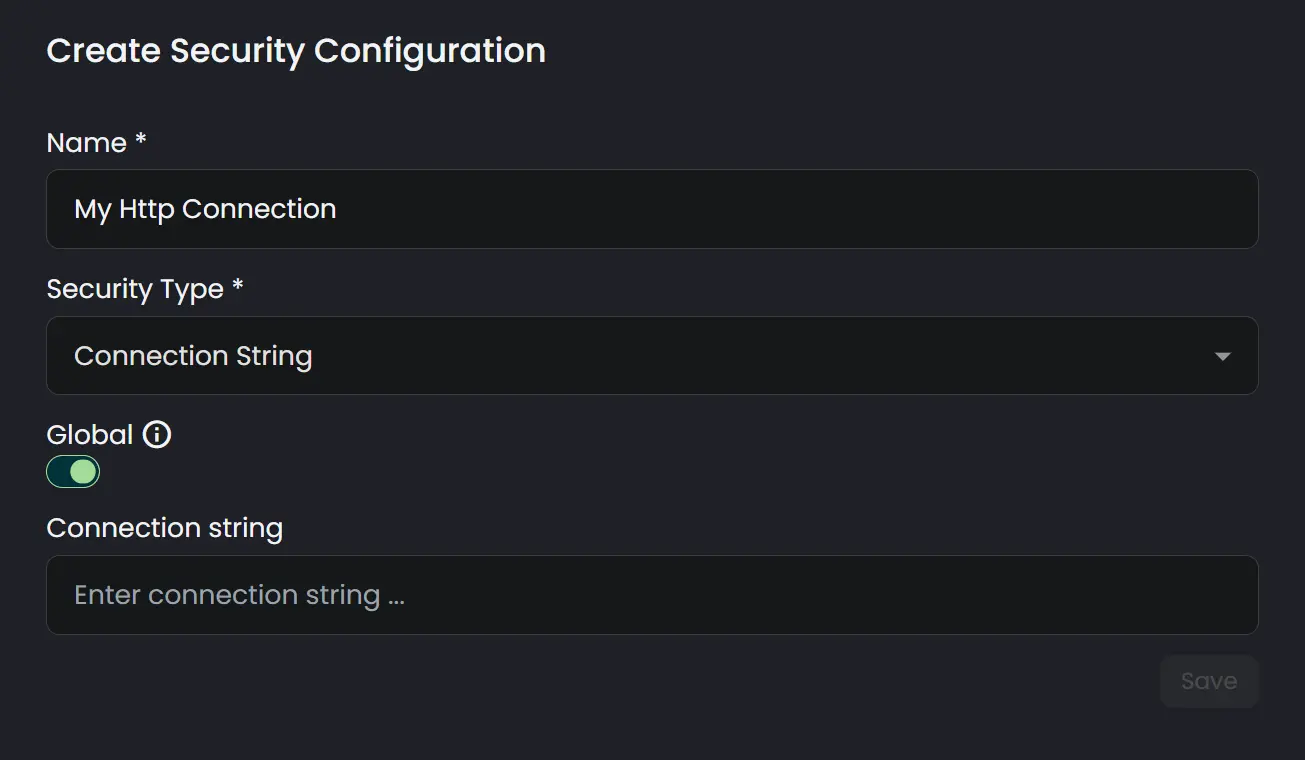 Create Security Configuration
Name *
My Http Connection
Security Type *
Connection String
Global
Connection string
Enter connection string ...
Save